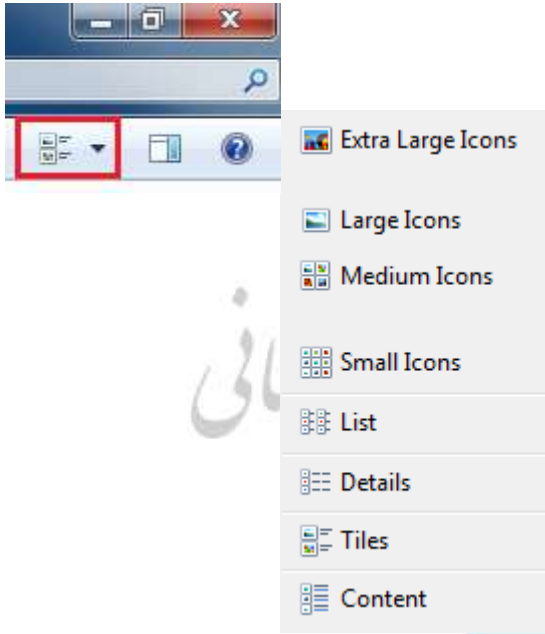 Extra Large Icons
Large Icons
Medium Icons
Small Icons
List
Details
Tiles
Content